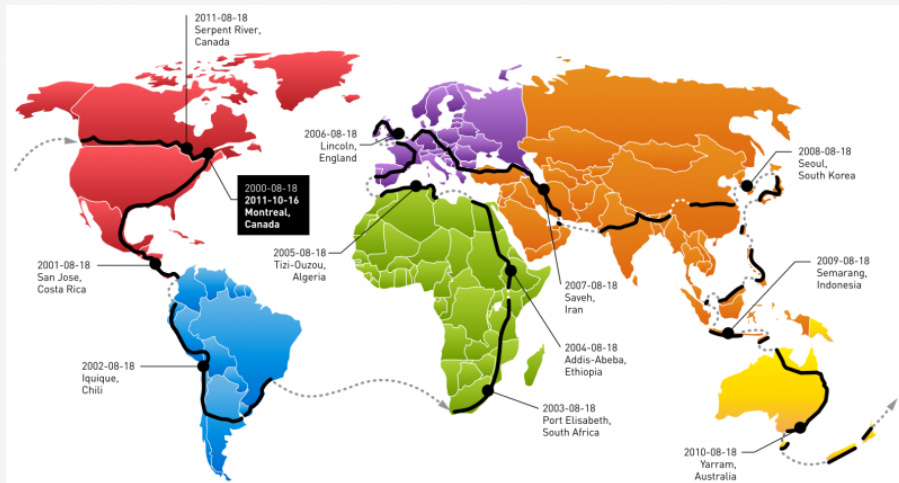 2011-08-18
Serpent River,
Canada
2006-08-18
Lincoln,
England
2008-08-18
Seoul,
South Korea
2000-08-18
2011-10-16
Montreal,
Canada
2005-08-18
Tizi-Ouzou,
Algeria
2001-08-18
San Jose,
Costa Rica
2007-08-18
Saveh,
Iran
2009-08-18
Semarang,
Indonesia
2004-08-18
Addis-Abeba,
Ethiopia
2002-08-18
Iquique,
Chili
2003-08-18
Port Elisabeth,
South Africa
2010-08-18
Yarram,
Australia